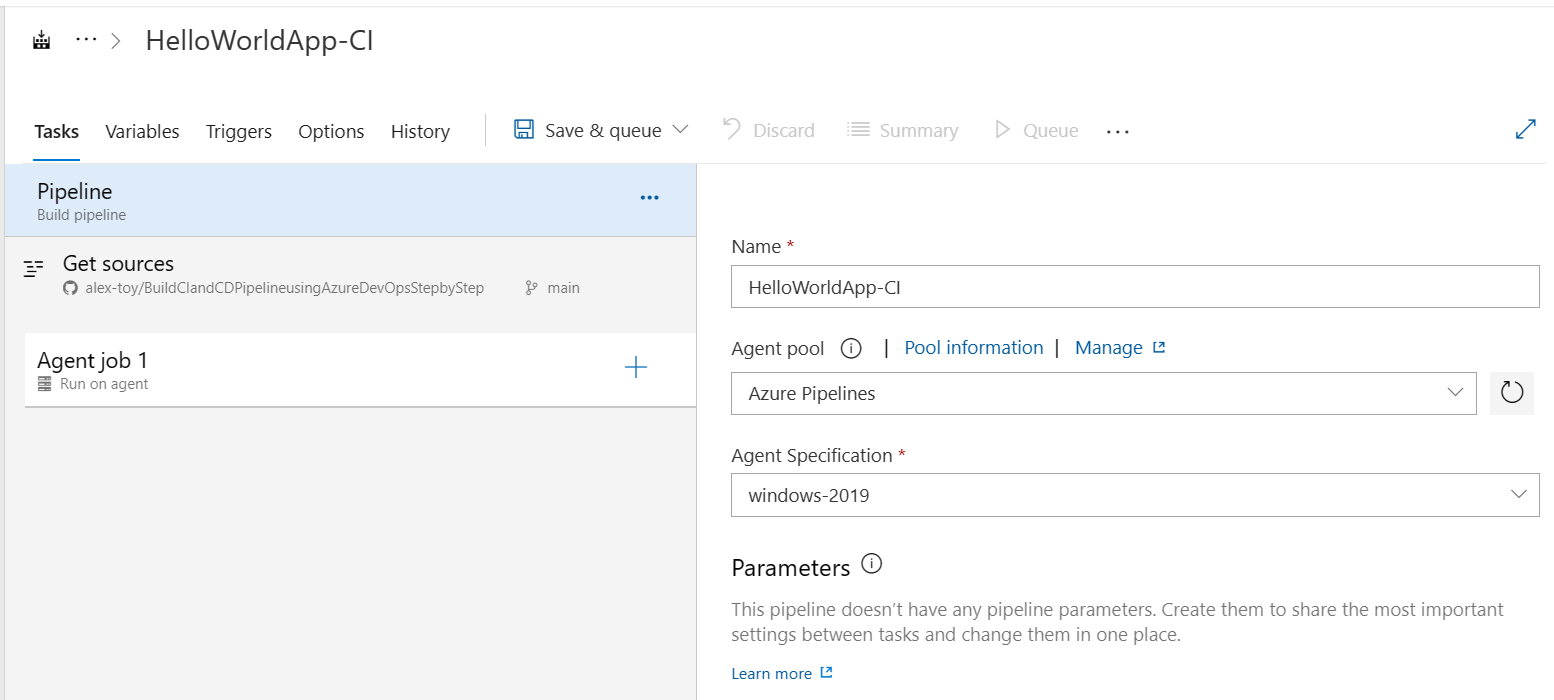 ··· > HelloWorldApp-CI
Tasks Variables Triggers Options History Save & queue Discard Summary Queue ···
Pipeline
Build pipeline
Get sources
alex-toy/BuildCIandCDPipelineusingAzureDevOpsStepbyStep main
Agent job 1
Run on agent
Name *
HelloWorldApp-CI
Agent pool | Pool information | Manage
Azure Pipelines
Agent Specification *
windows-2019
Parameters
This pipeline doesn’t have any pipeline parameters. Create them to share the most important
settings between tasks and change them in one place.
Learn more